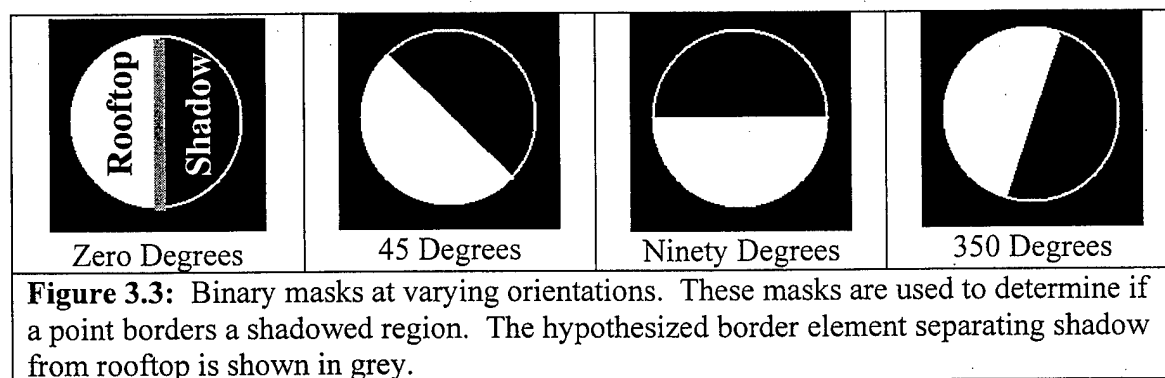 Rooftop
Shadow
Zero Degrees
45 Degrees
Ninety Degrees
350 Degrees
Figure 3.3: Binary masks at varying orientations. These masks are used to determine if
a point borders a shadowed region. The hypothesized border element separating shadow
from rooftop is shown in grey.